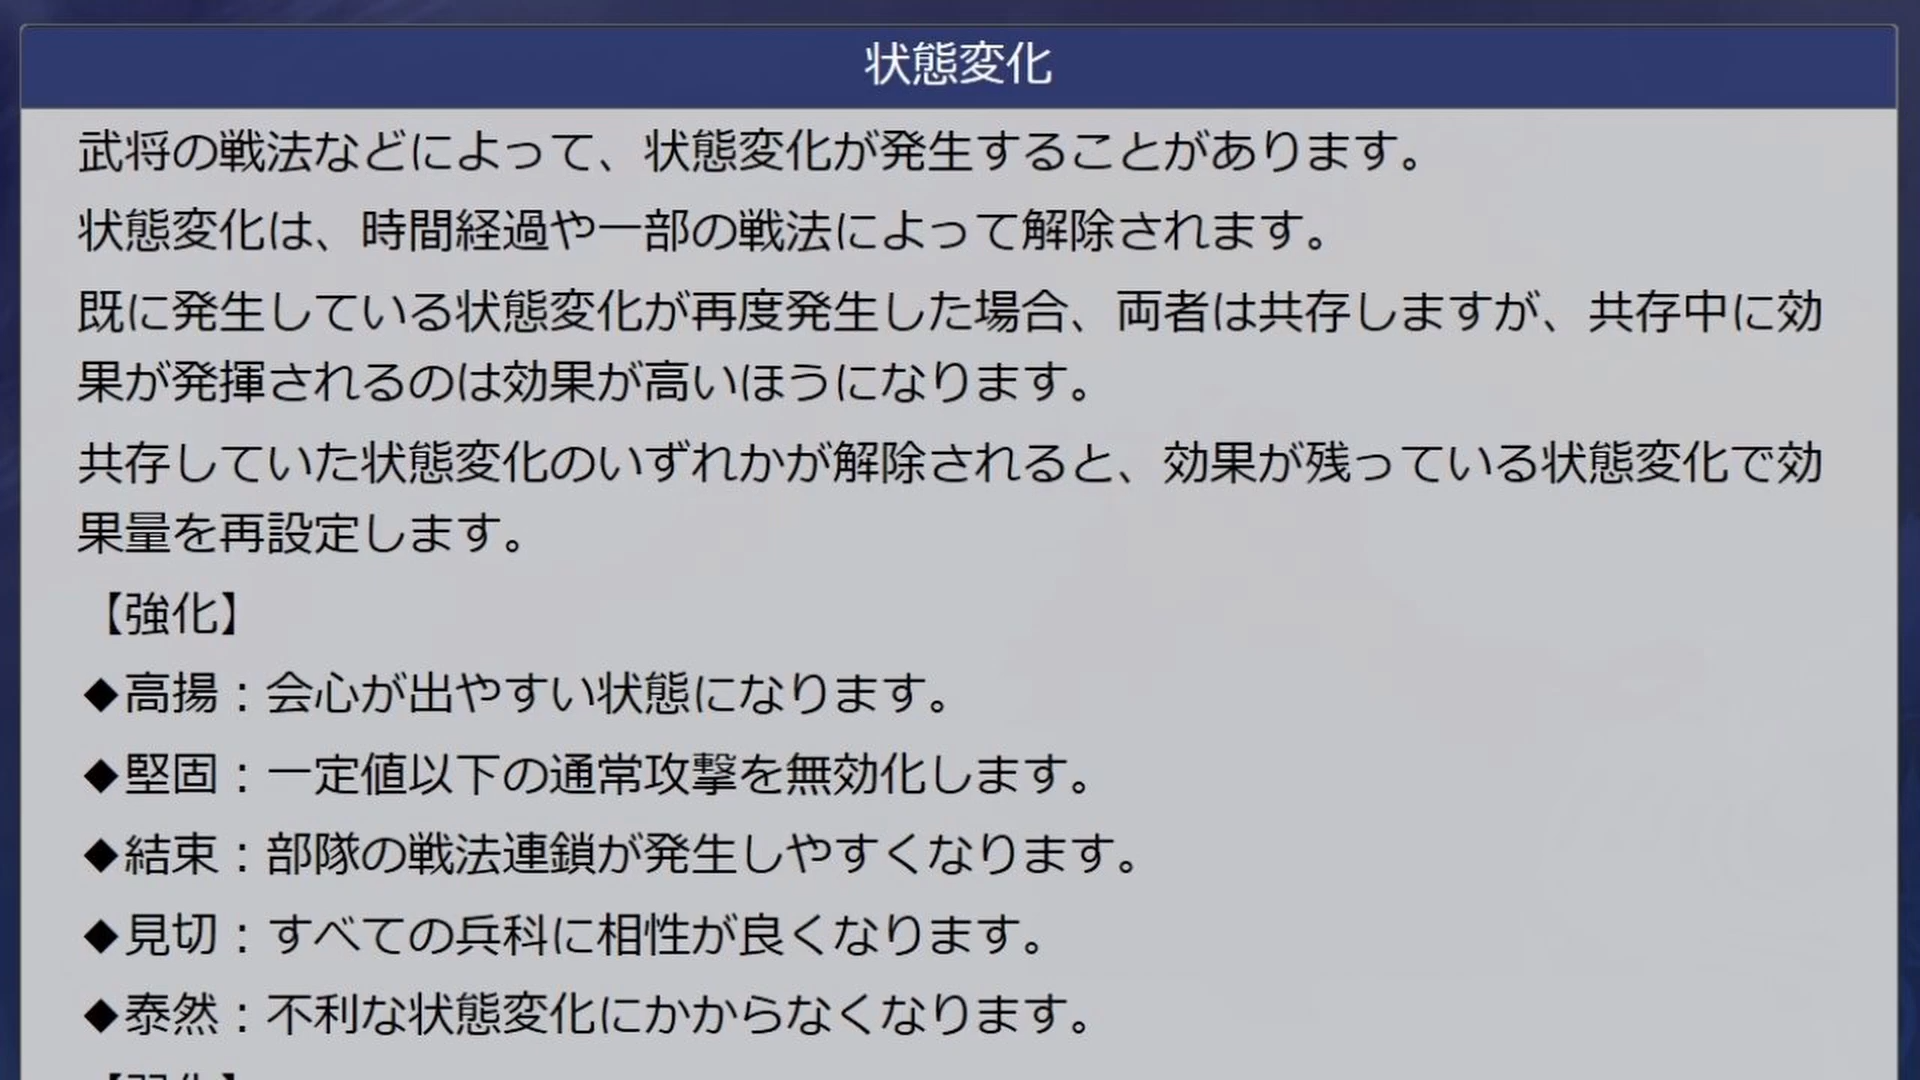 状態変化
武将の戦法などによって、状態変化が発生することがあります。
状態変化は、時間経過や一部の戦法によって解除されます。
既に発生している状態変化が再度発生した場合、両者は共存しますが、共存中に効
果が発揮されるのは効果が高いほうになります。
共存していた状態変化のいずれかが解除されると、効果が残っている状態変化で効
果量を再設定します。
【強化】
◆高揚：会心が出やすい状態になります。
◆堅固：一定値以下の通常攻撃を無効化します。
◆結束：部隊の戦法連鎖が発生しやすくなります。
◆見切：すべての兵科に相性が良くなります。
◆泰然：不利な状態変化にかからなくなります。